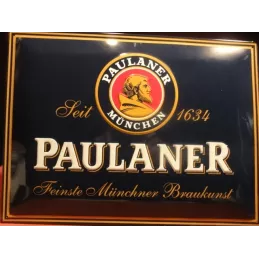 PAULANER
MÜNCHEN
Seit 1634
PAULANER
Feinste Münchner Braukunst